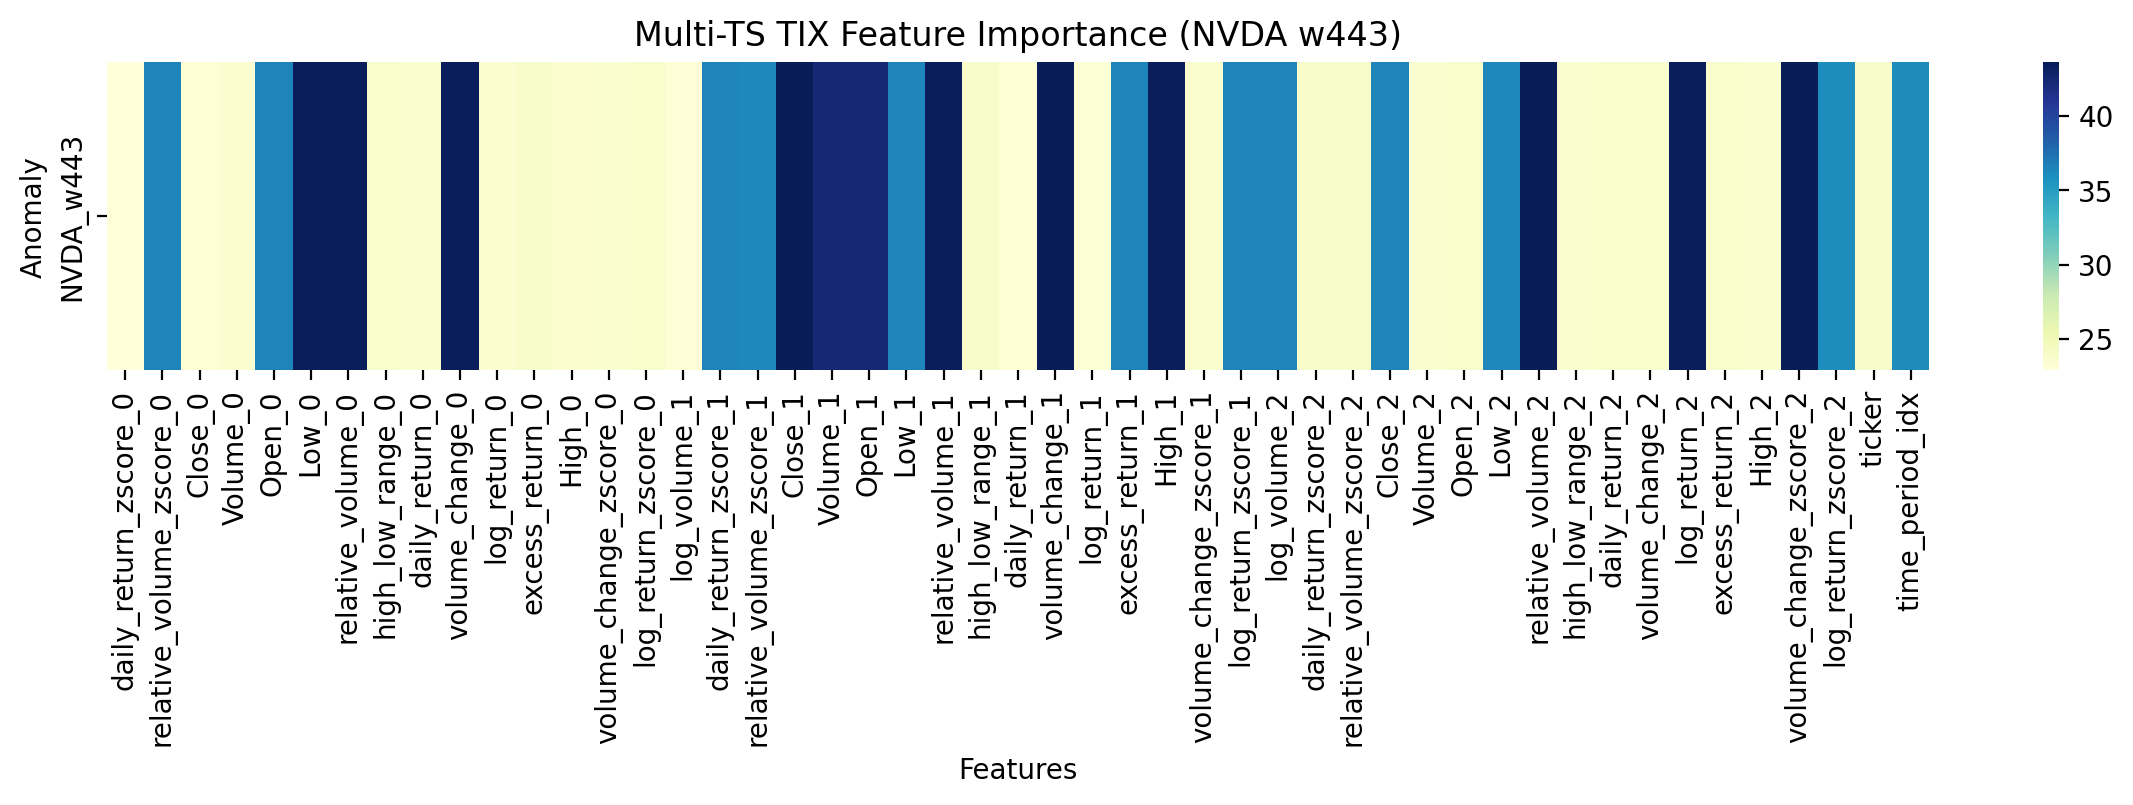 Multi-TS TIX Feature Importance (NVDA w443)
Anomaly
NVDA_w443
40
35
30
25
daily_return_zscore_0
relative_volume_zscore_0
Close_0
Volume_0
Open_0
Low_0
relative_volume_0
high_low_range_0
daily_return_0
volume_change_0
log_return_0
excess_return_0
High_0
volume_change_zscore_0
log_return_zscore_0
log_volume_1
daily_return_zscore_1
relative_volume_zscore_1
Close_1
Volume_1
Open_1
Low_1
relative_volume_1
high_low_range_1
daily_return_1
volume_change_1
log_return_1
excess_return_1
High_1
volume_change_zscore_1
log_return_zscore_1
log_volume_2
daily_return_zscore_2
relative_volume_zscore_2
Close_2
Volume_2
Open_2
Low_2
relative_volume_2
high_low_range_2
daily_return_2
volume_change_2
log_return_2
excess_return_2
High_2
volume_change_zscore_2
log_return_zscore_2
ticker
time_period_idx
Features